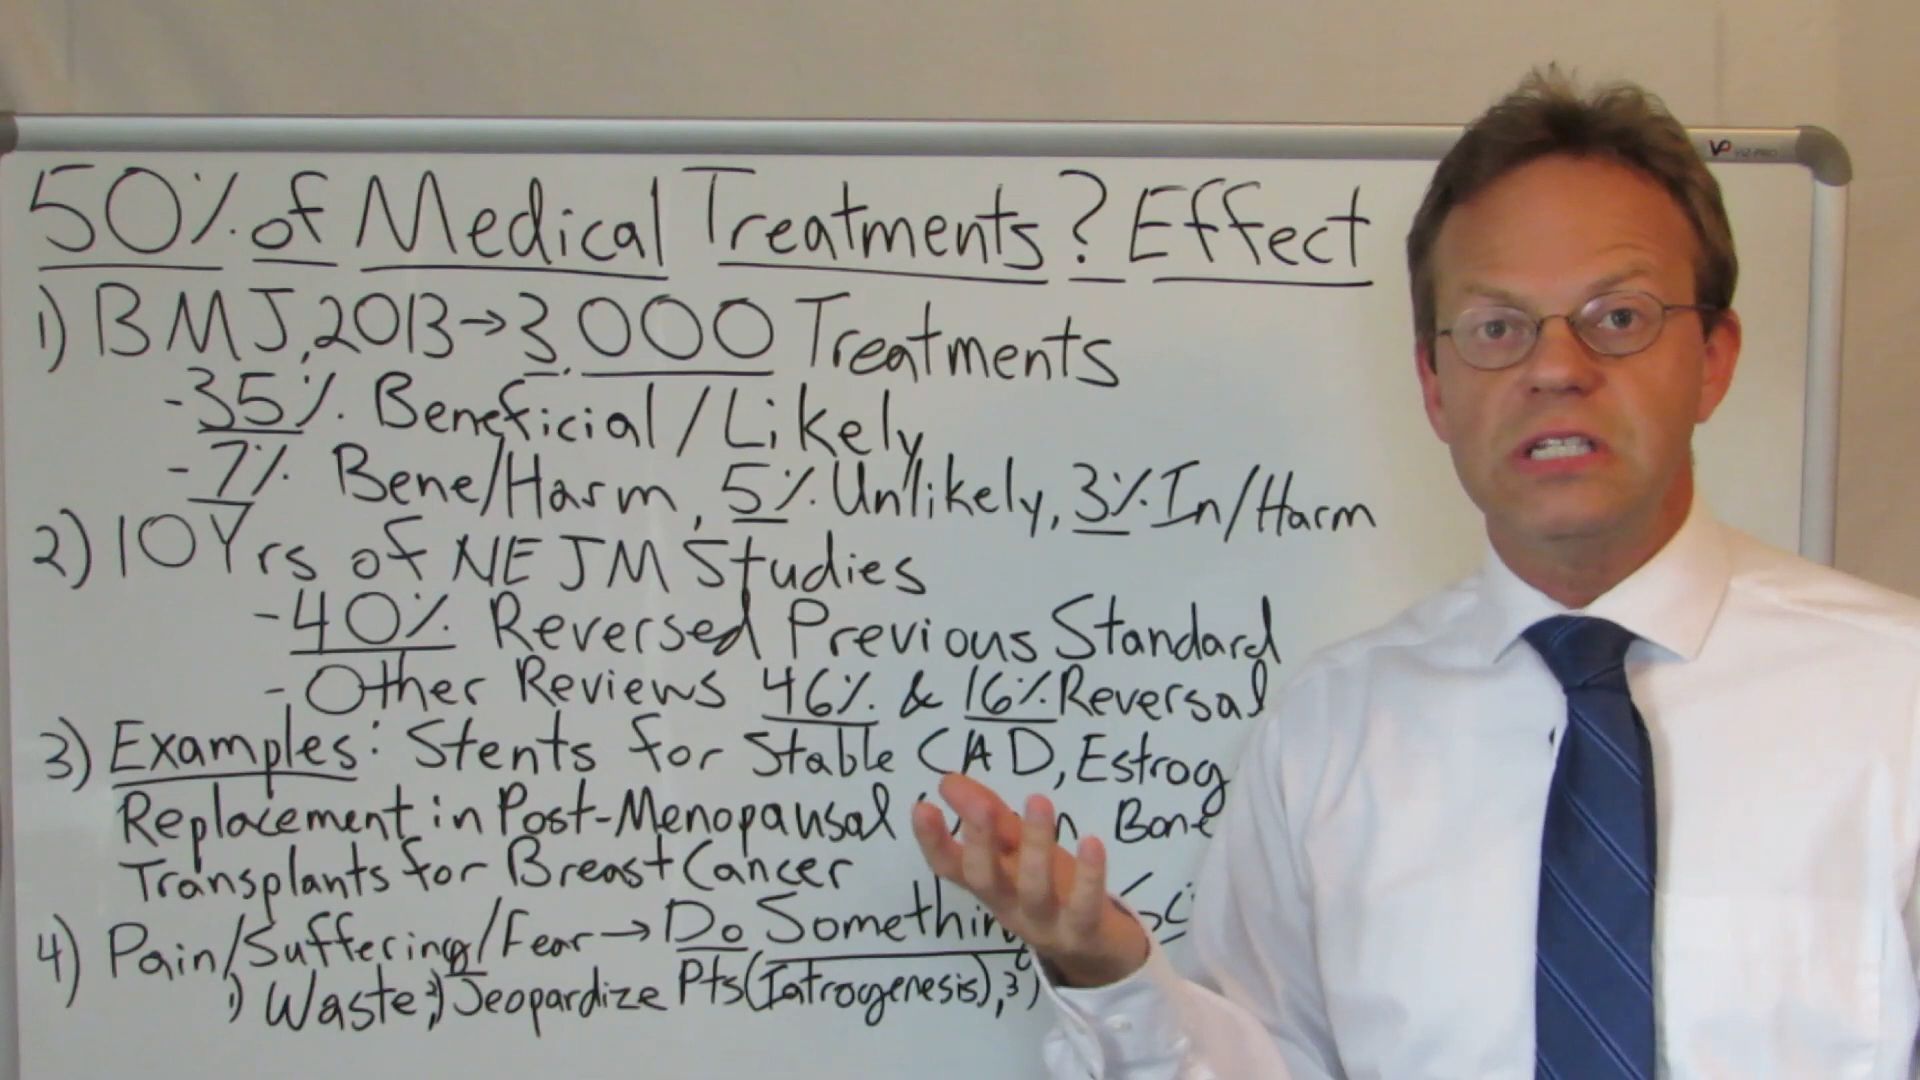 50% of Medical Treatments ? Effect
1) BMJ, 2013→3,000 Treatments
-35% Beneficial/Likely
-7% Bene/Harm, 5% Unlikely, 3% In/Harm
2) 10Yrs of NEJM Studies
-40% Reversed Previous Standard
-Other Reviews 46% & 16% Reversal
3) Examples: Stents for Stable CAD, Estrog
Replacement in Post-Menopausal Bone
Transplants for Breast Cancer
4) Pain/Suffering/Fear→Do Somethin
1) Waste, 2) Jeopardize Pts(Iatrogenesis), 3)